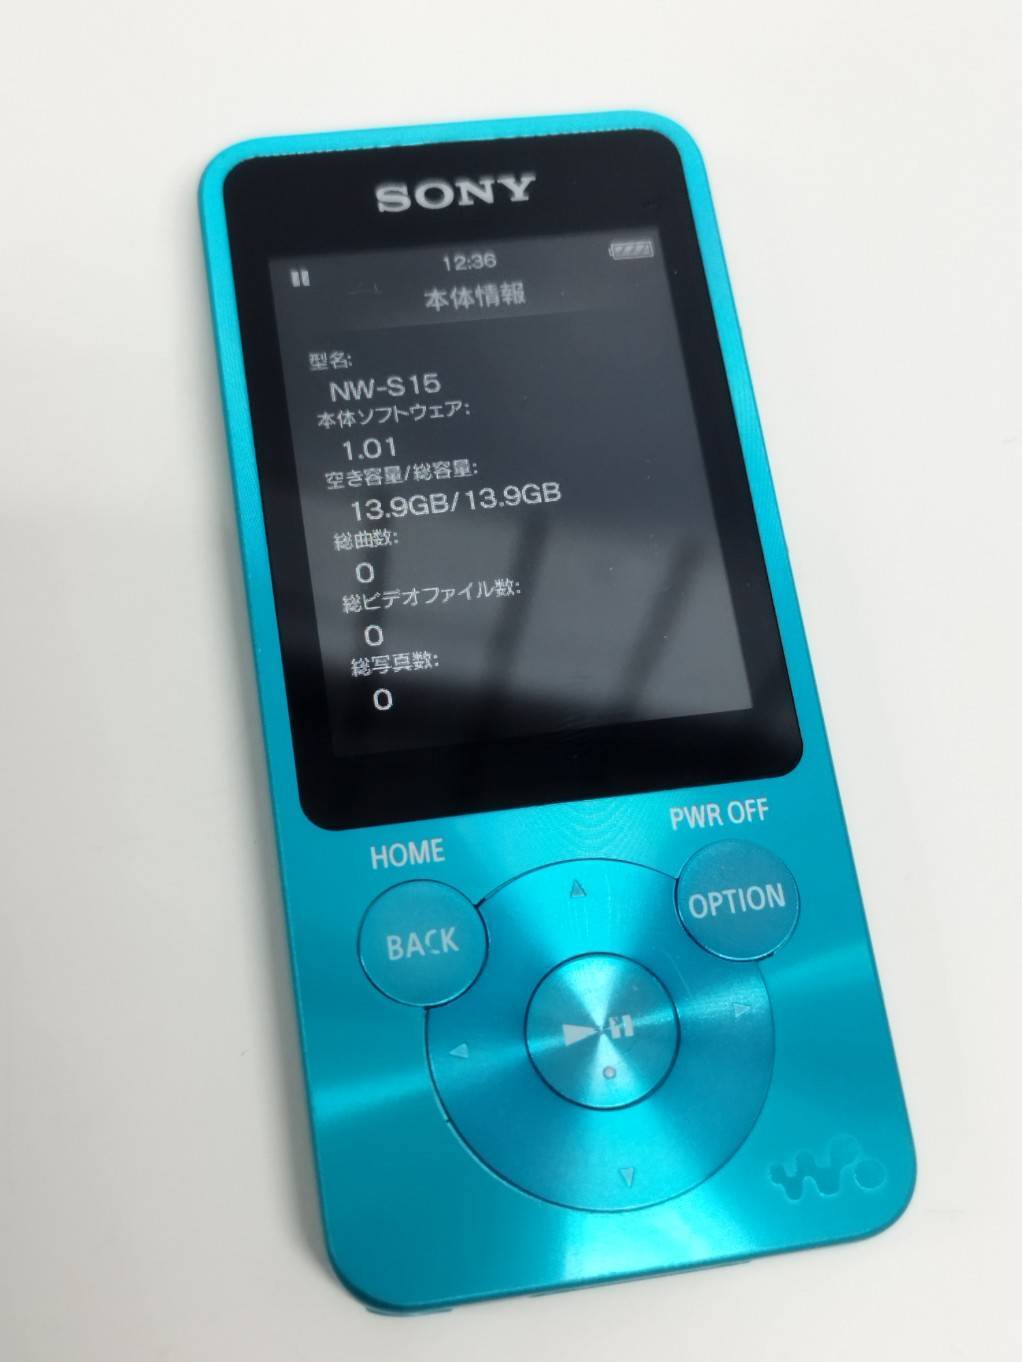 SONY
12:36
本体情報
型名:
NW-S15
本体ソフトウェア:
1.01
空き容量/総容量:
13.9GB/13.9GB
総曲数:
0
総ビデオファイル数:
0
総写真数:
0
HOME
PWR OFF
BACK
OPTION